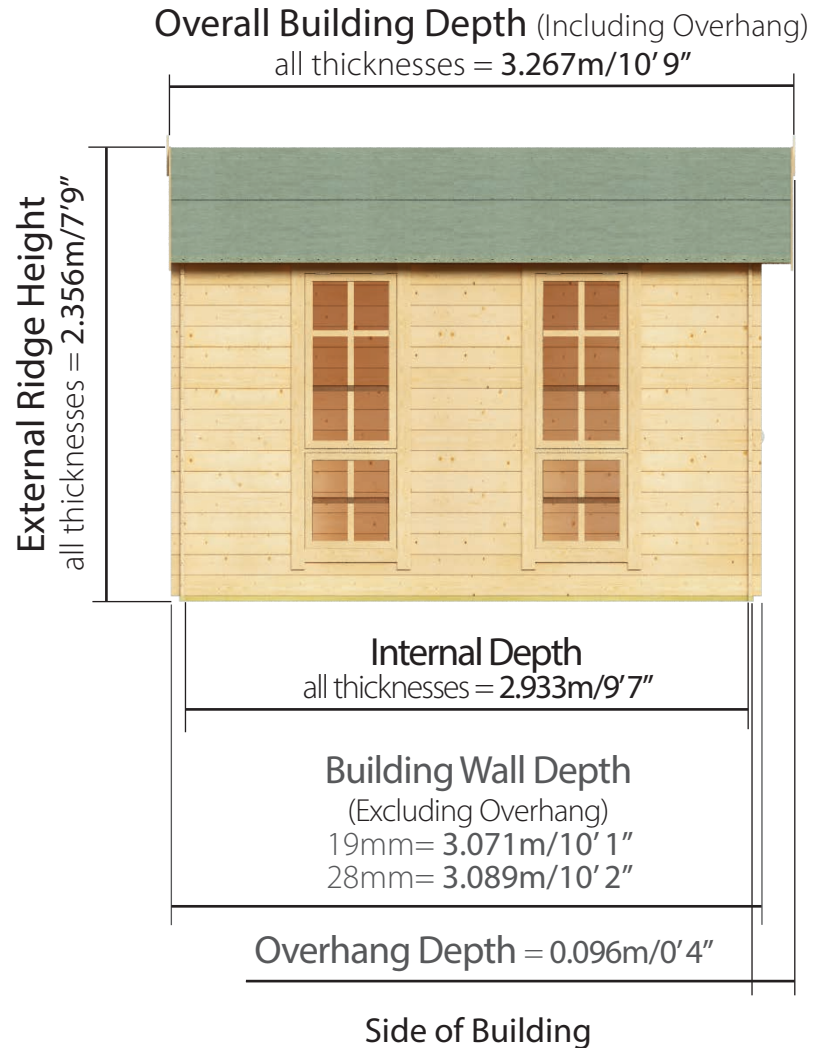 Overall Building Depth (Including Overhang)
all thicknesses = 3.267m/10’9”
External Ridge Height
all thicknesses = 2.356m/7’9”
Internal Depth
all thicknesses = 2.933m/9’7”
Building Wall Depth
(Excluding Overhang)
19mm= 3.071m/10’1”
28mm= 3.089m/10’2”
Overhang Depth = 0.096m/0’4”
Side of Building